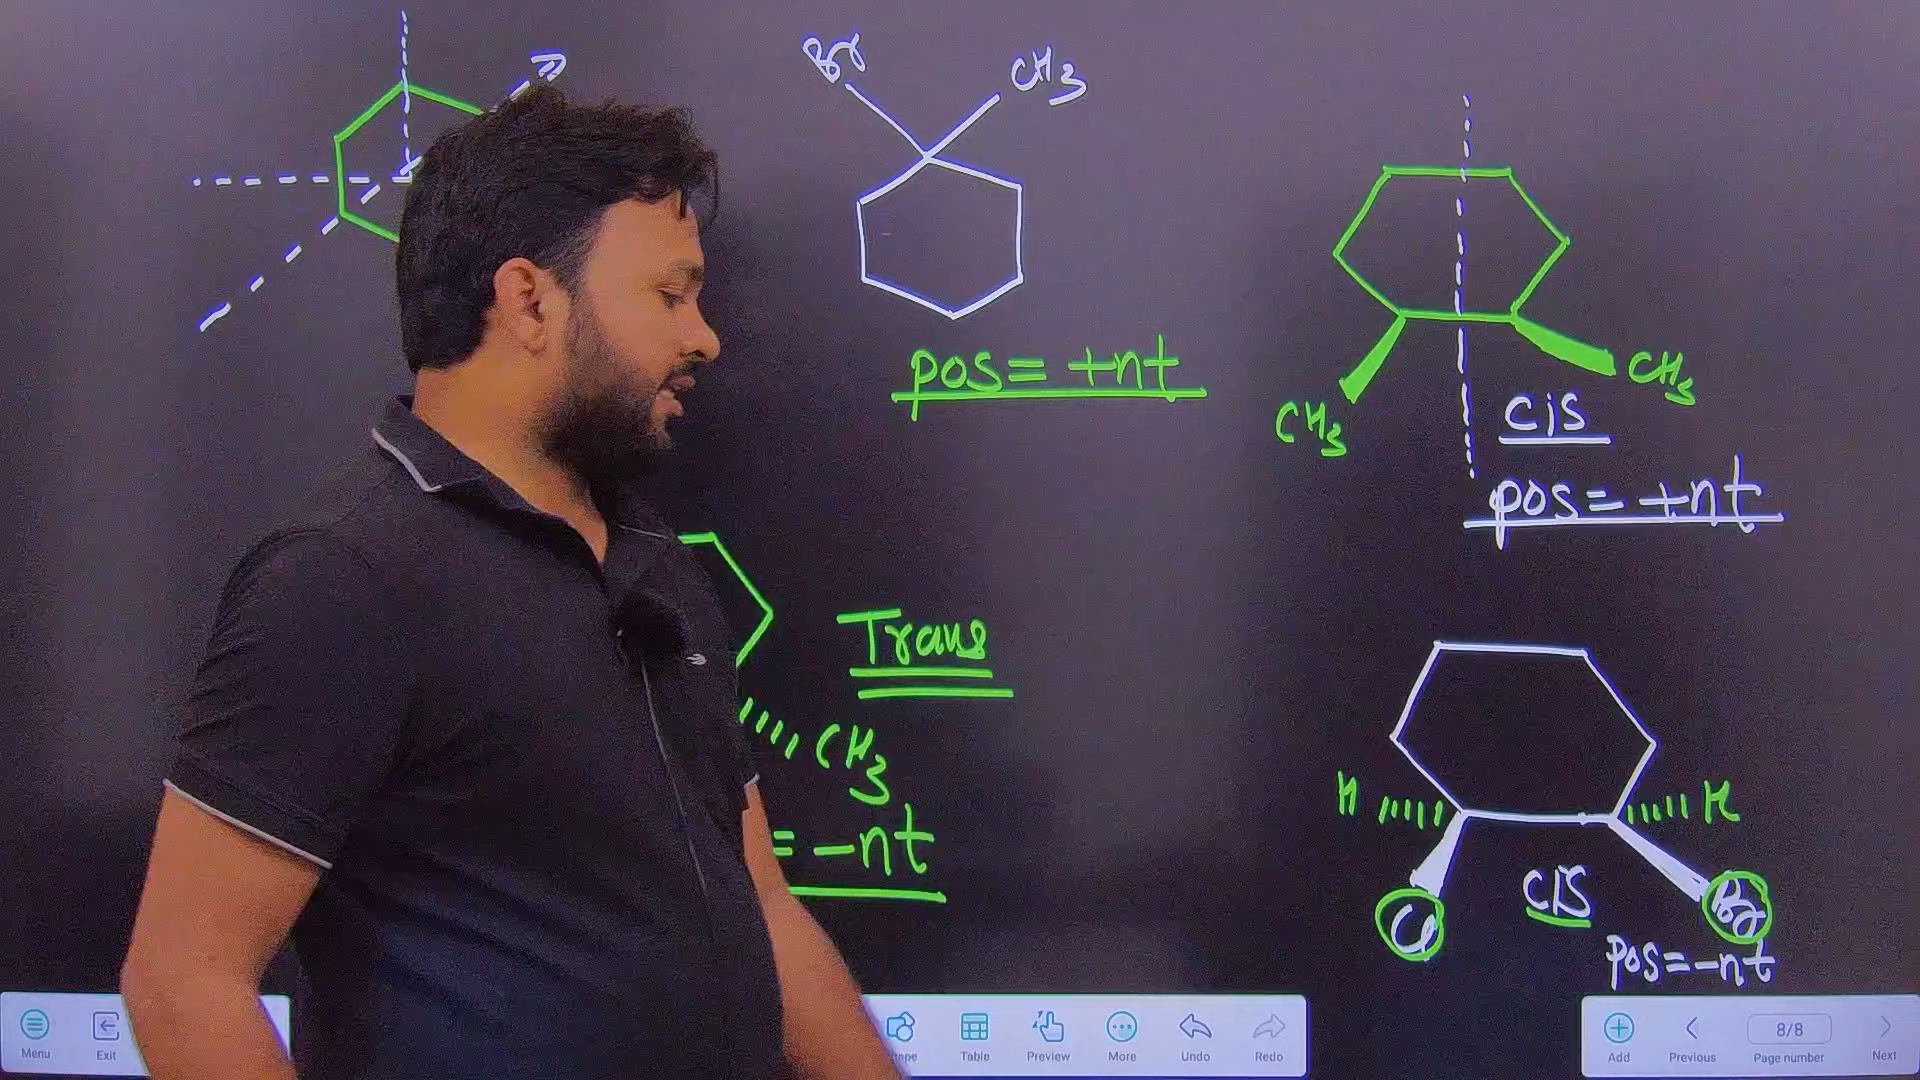 Br
CH3
pos = +nt
CH3
CH3
Cis
pos = +nt
Trans
CH3
= -nt
H
H
Cl
Cis
Br
pos = -nt
Menu
Exit
Table
Preview
More
Undo
Redo
Add
Previous
8/8
Page number
Next